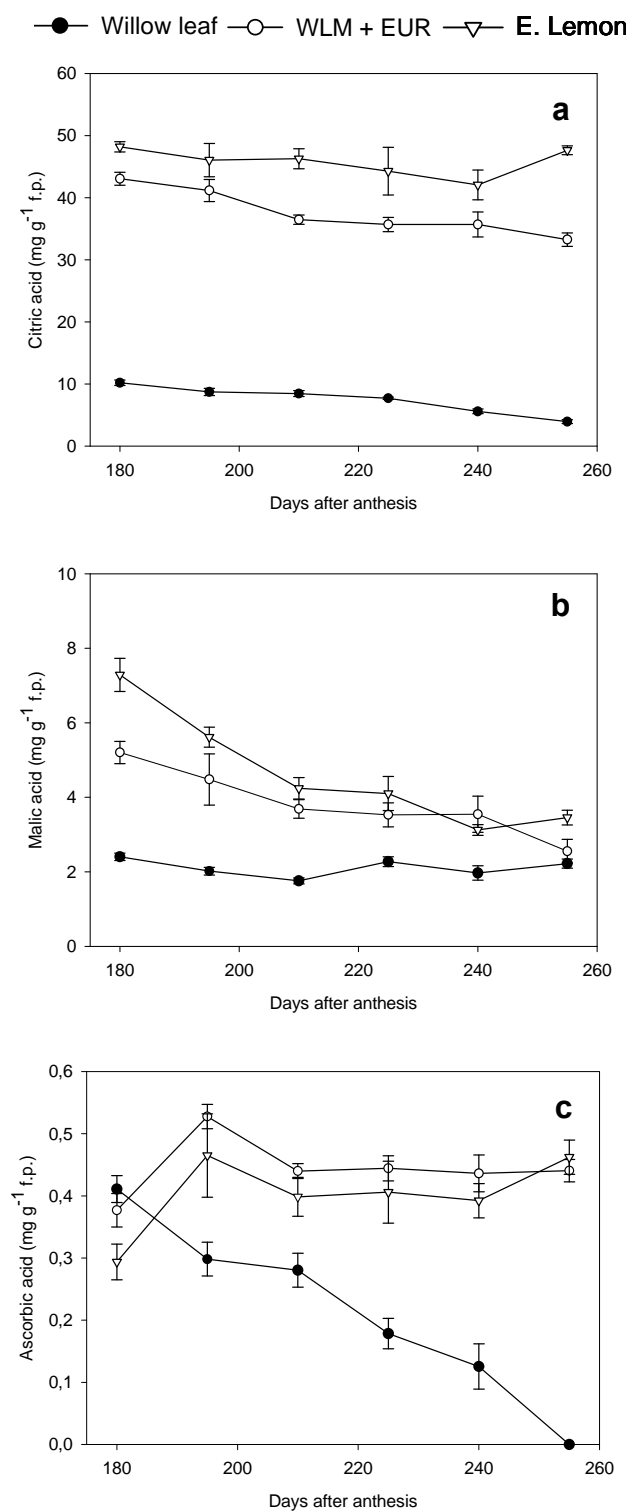 Willow leaf WLM + EUR E. Lemon
a
60
50
40
30
20
10
0
Citric acid (mg g-1 f.p.)
180 200 220 240 260
Days after anthesis
b
10
8
6
4
2
0
Malic acid (mg g-1 f.p.)
180 200 220 240 260
Days after anthesis
c
0,6
0,5
0,4
0,3
0,2
0,1
0,0
Ascorbic acid (mg g-1 f.p.)
180 200 220 240 260
Days after anthesis